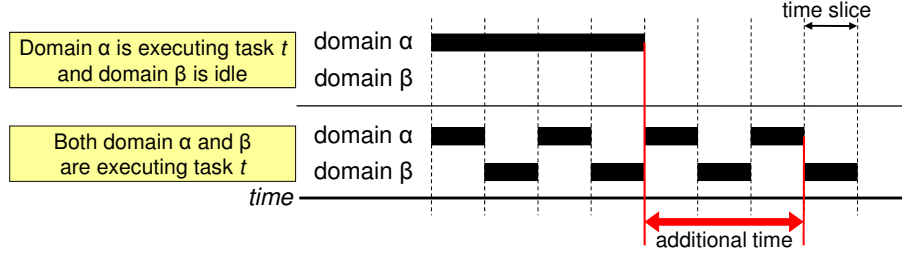 time slice
Domain α is executing task t
and domain β is idle
domain α
domain β
Both domain α and β
are executing task t
domain α
domain β
time
additional time